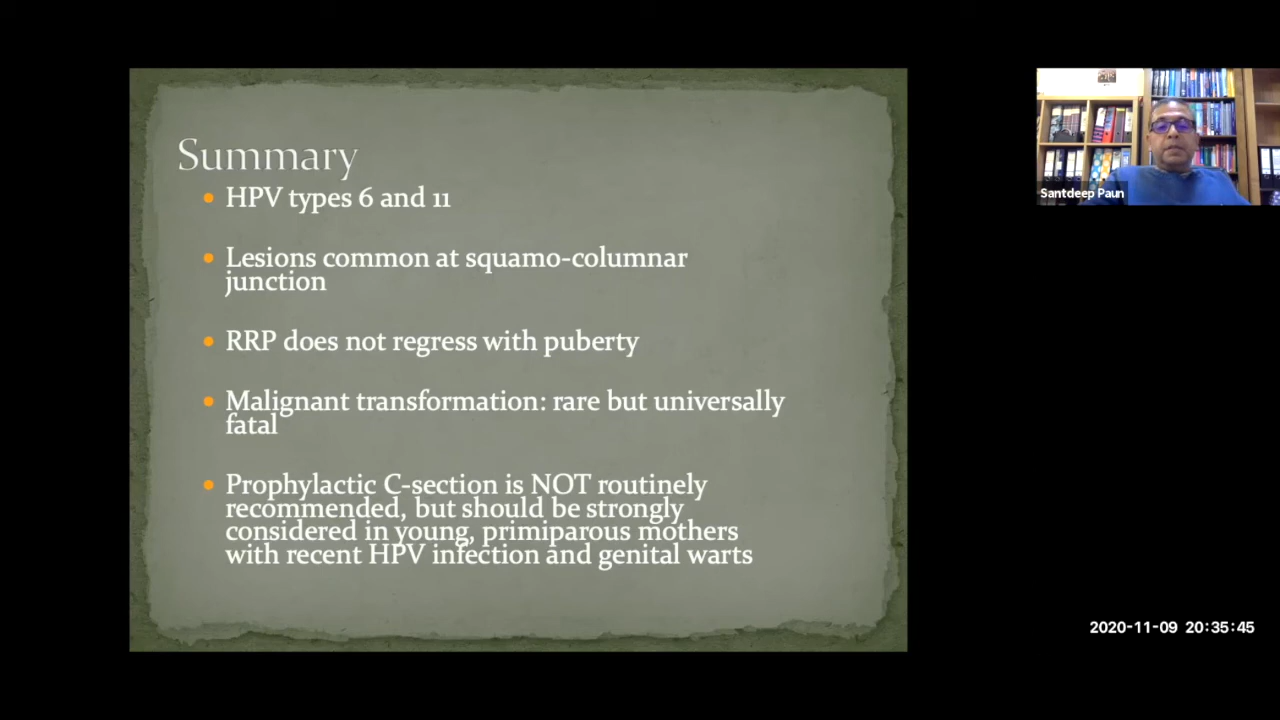 Summary
HPV types 6 and 11
Lesions common at squamo-columnar
junction
RRP does not regress with puberty
Malignant transformation: rare but universally
fatal
Prophylactic C-section is NOT routinely
recommended, but should be strongly
considered in young, primiparous mothers
with recent HPV infection and genital warts
Santdeep Paun
2020-11-09 20:35:45